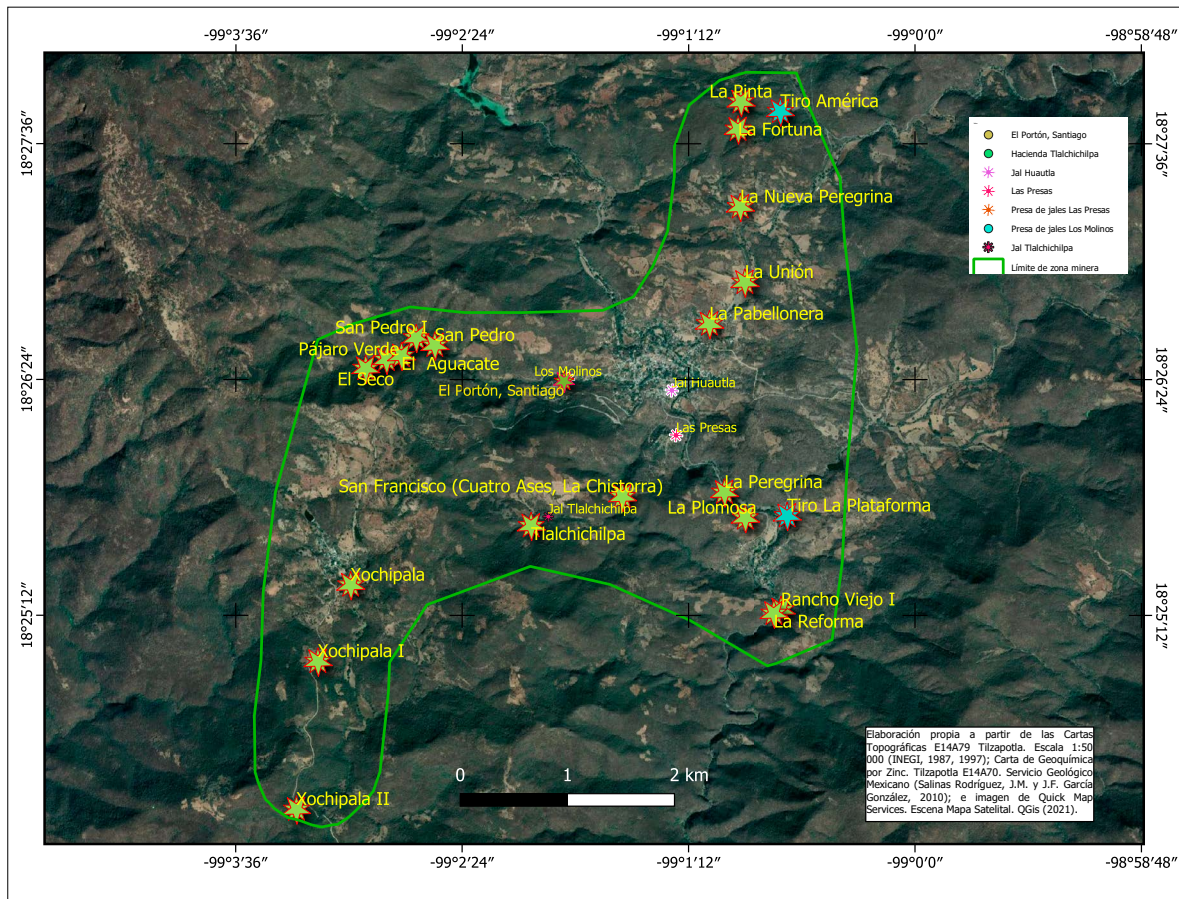 -99°3′36″ -99°2′24″ -99°1′12″ -99°0′0″ -98°58′48″
18°27′36″ 18°27′36″
18°26′24″ 18°26′24″
18°25′12″ 18°25′12″
La Pinta
Tiro América
La Fortuna
La Nueva Peregrina
La Unión
La Pabellonera
San Pedro I
San Pedro
Pájaro Verde
El Aguacate
El Seco
Los Molinos
El Portón, Santiago
Jal Huautla
Las Presas
La Peregrina
San Francisco (Cuatro Ases, La Chistorra)
Jal Tlalchichilpa
La Plomosa
Tiro La Plataforma
Tlalchichilpa
Xochipala
Rancho Viejo I
La Reforma
Xochipala I
Xochipala II
El Portón, Santiago
Hacienda Tlalchichilpa
Jal Huautla
Las Presas
Presa de jales Las Presas
Presa de jales Los Molinos
Jal Tlalchichilpa
Límite de zona minera
0 1 2 km
Elaboración propia a partir de las Cartas
Topográficas E14A79 Tilzapotla. Escala 1:50
000 (INEGI, 1987, 1997); Carta de Geoquímica
por Zinc. Tilzapotla E14A70. Servicio Geológico
Mexicano (Salinas Rodríguez, J.M. y J.F. García
González, 2010); e imagen de Quick Map
Services. Escena Mapa Satelital. QGis (2021).
-99°3′36″ -99°2′24″ -99°1′12″ -99°0′0″ -98°58′48″